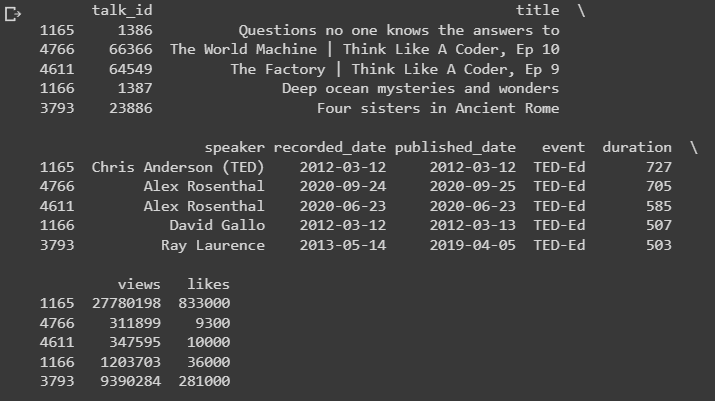 talk_id title \
1165 1386 Questions no one knows the answers to
4766 66366 The World Machine | Think Like A Coder, Ep 10
4611 64549 The Factory | Think Like A Coder, Ep 9
1166 1387 Deep ocean mysteries and wonders
3793 23886 Four sisters in Ancient Rome
speaker recorded_date published_date event duration \
1165 Chris Anderson (TED) 2012-03-12 2012-03-12 TED-Ed 727
4766 Alex Rosenthal 2020-09-24 2020-09-25 TED-Ed 705
4611 Alex Rosenthal 2020-06-23 2020-06-23 TED-Ed 585
1166 David Gallo 2012-03-12 2012-03-13 TED-Ed 507
3793 Ray Laurence 2013-05-14 2019-04-05 TED-Ed 503
views likes
1165 27780198 833000
4766 311899 9300
4611 347595 10000
1166 1203703 36000
3793 9390284 281000